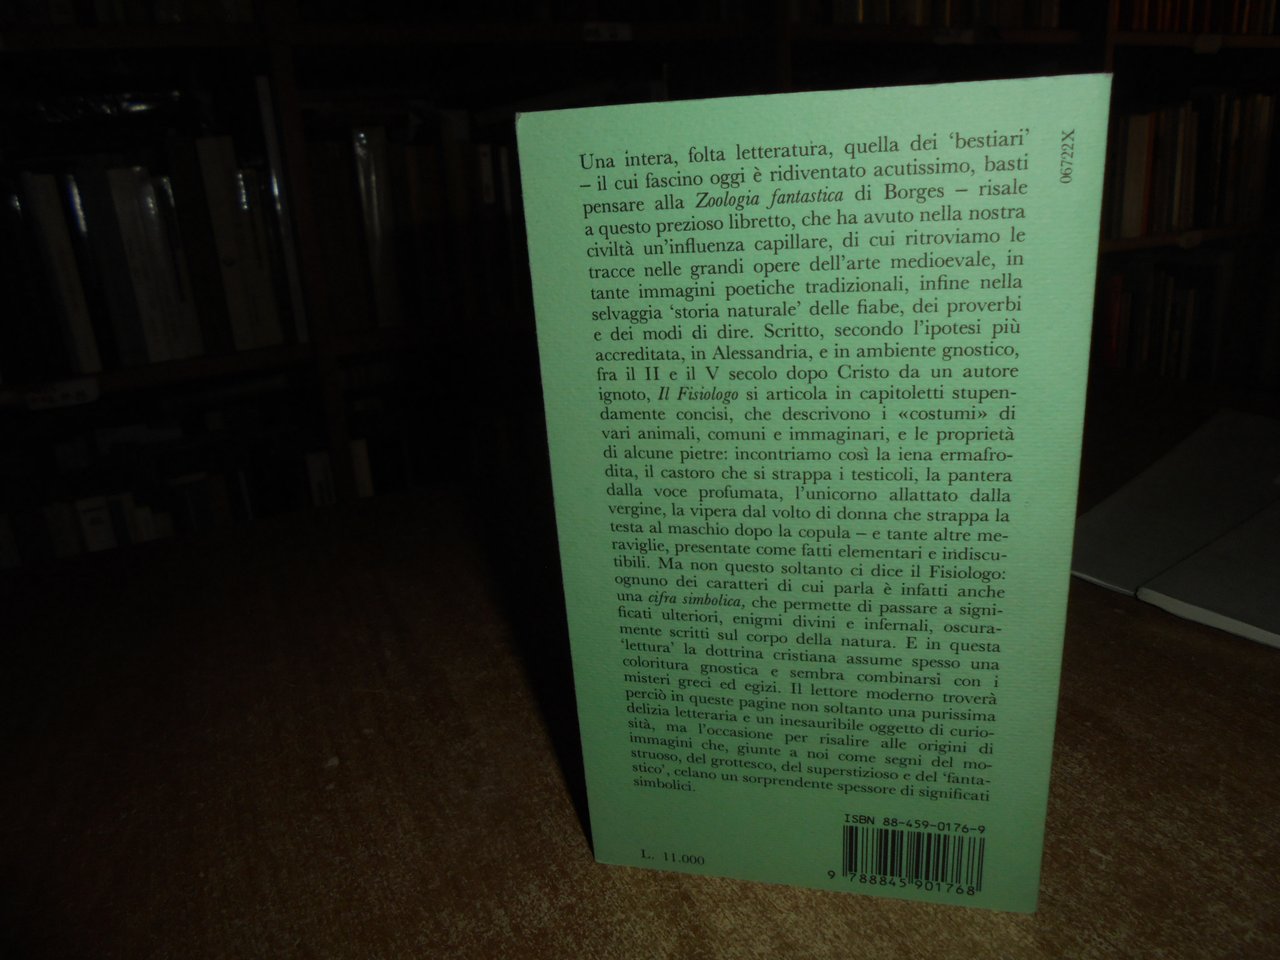 Una intera, folta letteratura, quella dei ‘bestiari’
– il cui fascino oggi è ridiventato acutissimo, basti
pensare alla Zoologia fantastica di Borges – risale
a questo prezioso libretto, che ha avuto nella nostra
civiltà un’influenza capillare, di cui ritroviamo le
tracce nelle grandi opere dell’arte medioevale, in
tante immagini poetiche tradizionali, infine nella
selvaggia ‘storia naturale’ delle fiabe, dei proverbi
e dei modi di dire. Scritto, secondo l’ipotesi più
accreditata, in Alessandria, e in ambiente gnostico,
fra il II e il V secolo dopo Cristo da un autore
ignoto, Il Fisiologo si articola in capitoletti stupen-
damente concisi, che descrivono i «costumi» di
vari animali, comuni e immaginari, e le proprietà
di alcune pietre: incontriamo così la iena ermafro-
dita, il castoro che si strappa i testicoli, la pantera
dalla voce profumata, l’unicorno allattato dalla
vergine, la vipera dal volto di donna che strappa la
testa al maschio dopo la copula – e tante altre me-
raviglie, presentate come fatti elementari e indiscu-
tibili. Ma non questo soltanto ci dice il Fisiologo:
ognuno dei caratteri di cui parla è infatti anche
una cifra simbolica, che permette di passare a signi-
ficati ulteriori, enigmi divini e infernali, oscura-
mente scritti sul corpo della natura. E in questa
‘lettura’ la dottrina cristiana assume spesso una
coloritura gnostica e sembra combinarsi con i
misteri greci ed egizi. Il lettore moderno troverà
perciò in queste pagine non soltanto una purissima
delizia letteraria e un inesauribile oggetto di curio-
sità, ma l’occasione per risalire alle origini di
immagini che, giunte a noi come segni del mo-
struoso, del grottesco, del superstizioso e del ‘fanta-
stico’, celano un sorprendente spessore di significati
simbolici.
06722X
ISBN 88-459-0176-9
L. 11.000
9 788845 901768